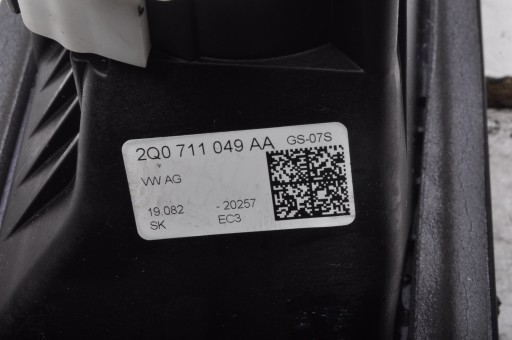 2Q0 711 049 AA GS-07S
VW AG
19.082 - 20257
SK EC3